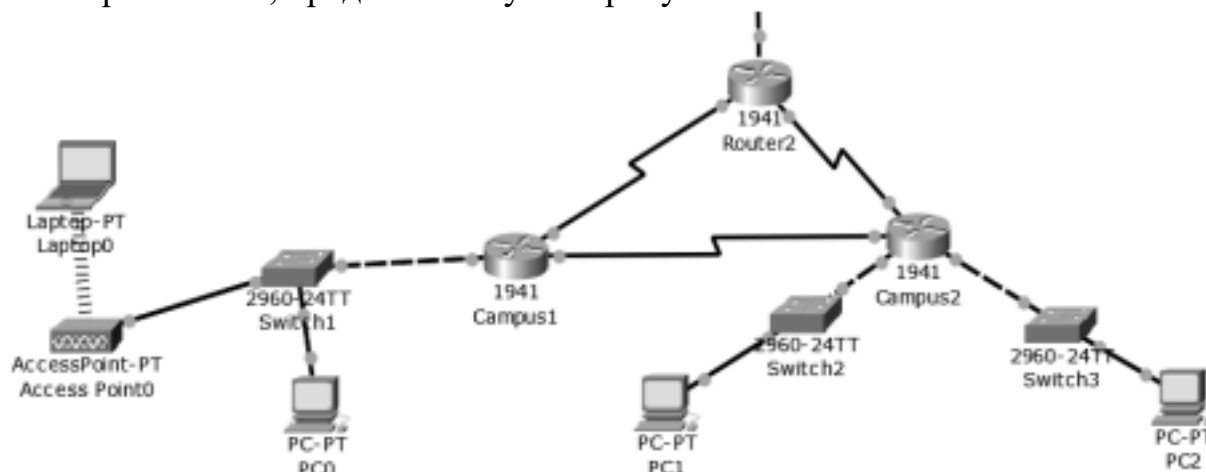 1941
Router2
Laptop-PT
Laptop0
2960-24TT
Switch1
1941
Campus1
1941
Campus2
AccessPoint-PT
Access Point0
2960-24TT
Switch2
2960-24TT
Switch3
PC-PT
PC0
PC-PT
PC1
PC-PT
PC2